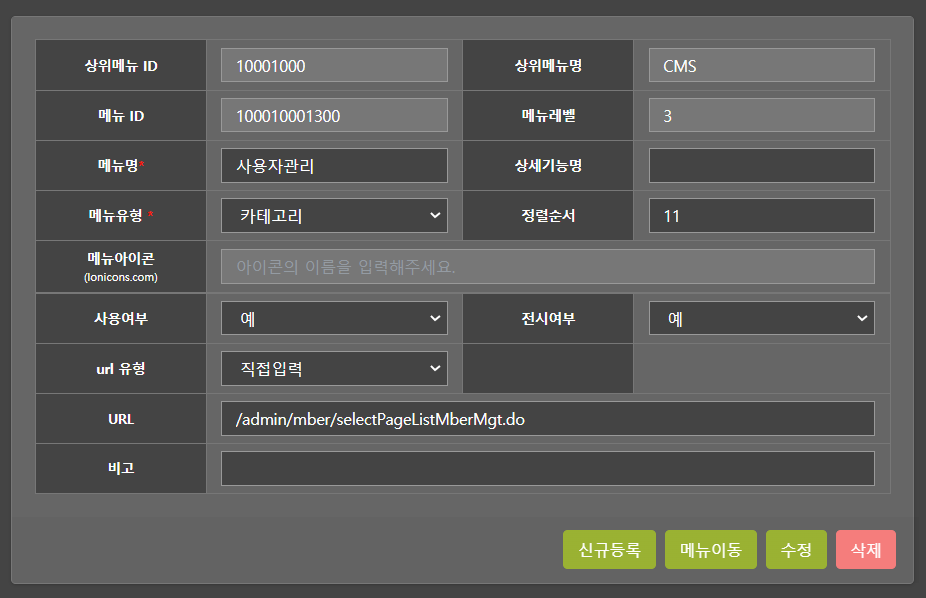 상위메뉴 ID 10001000 상위메뉴명 CMS
메뉴 ID 100010001300 메뉴레벨 3
메뉴명* 사용자관리 상세기능명
메뉴유형 * 카테고리 정렬순서 11
메뉴아이콘
(Ionicons.com)
아이콘의 이름을 입력해주세요.
사용여부 예 전시여부 예
url 유형 직접입력
URL /admin/mber/selectPageListMberMgt.do
비고
신규등록 메뉴이동 수정 삭제